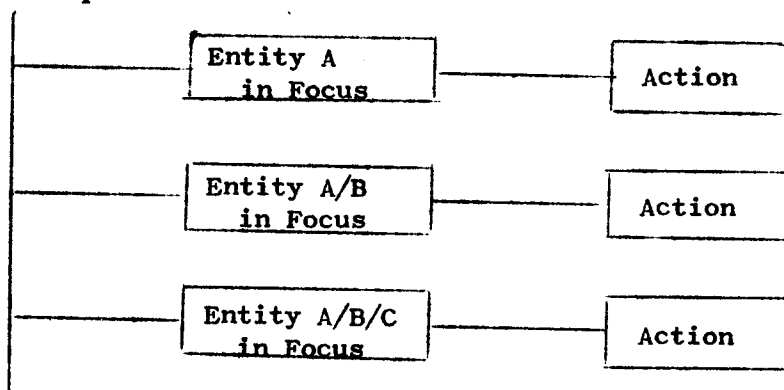 Entity A
in Focus
Action
Entity A/B
in Focus
Action
Entity A/B/C
in Focus
Action